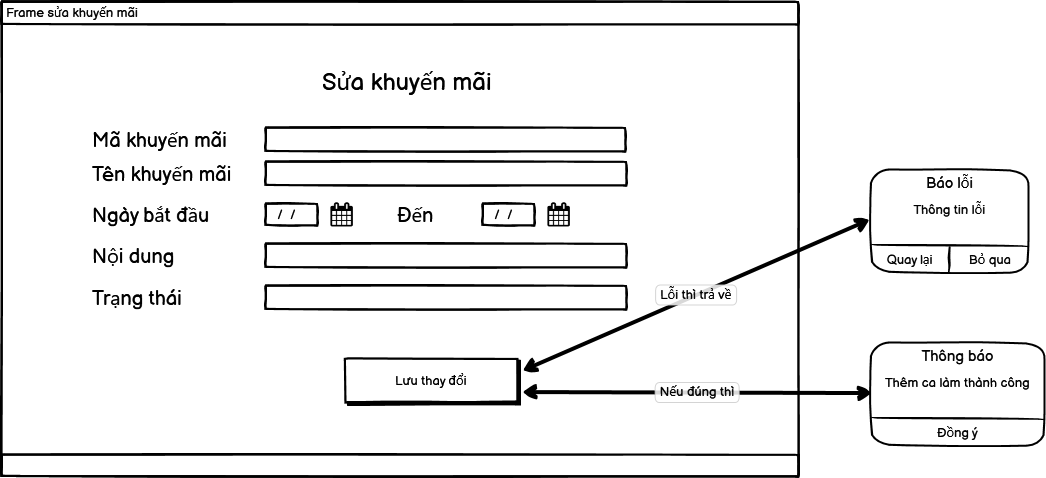 Frame sửa khuyến mãi
Sửa khuyến mãi
Mã khuyến mãi
Tên khuyến mãi
Ngày bắt đầu / / Đến / /
Nội dung
Trạng thái
Lưu thay đổi
Lỗi thì trả về
Nếu đúng thì
Báo lỗi
Thông tin lỗi
Quay lại Bỏ qua
Thông báo
Thêm ca làm thành công
Đồng ý